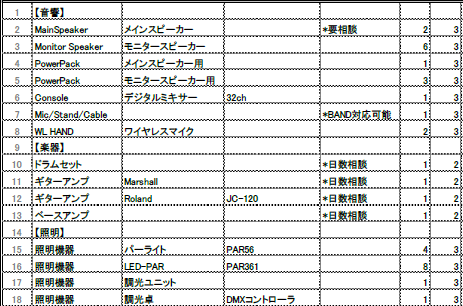 1 【音響】
2 MainSpeaker メインスピーカー *要相談 2 3
3 Monitor Speaker モニタースピーカー 6 3
4 PowerPack メインスピーカー用 1 3
5 PowerPack モニタースピーカー用 3 3
6 Console デジタルミキサー 32ch 1 3
7 Mic/Stand/Cable *BAND対応可能 1 3
8 WL HAND ワイヤレスマイク 2 3
9 【楽器】
10 ドラムセット *日数相談 1 2
11 ギターアンプ Marshall *日数相談 1 2
12 ギターアンプ Roland JC-120 *日数相談 1 2
13 ベースアンプ *日数相談 1 2
14 【照明】
15 照明機器 パーライト PAR56 4 3
16 照明機器 LED-PAR PAR361 8 3
17 照明機器 調光ユニット 1 3
18 照明機器 調光卓 DMXコントローラ 1 3